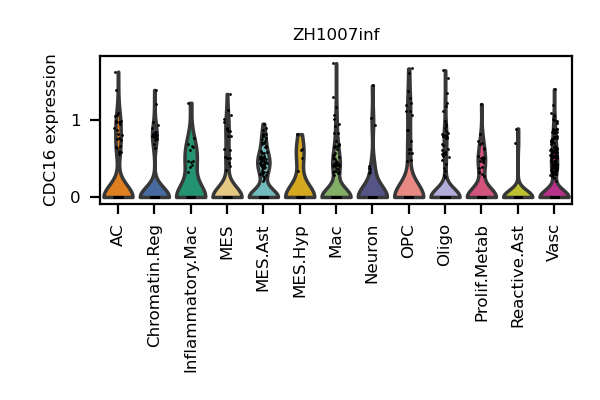 ZH1007inf
CDC16 expression
1
0
AC
Chromatin.Reg
Inflammatory.Mac
MES
MES.Ast
MES.Hyp
Mac
Neuron
OPC
Oligo
Prolif.Metab
Reactive.Ast
Vasc